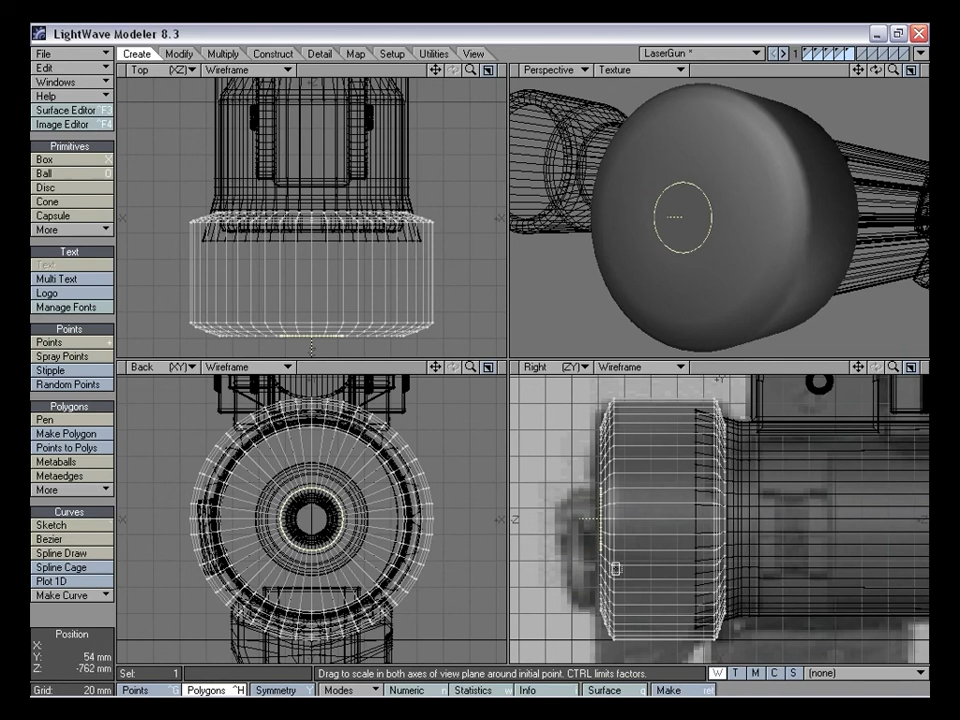 LightWave Modeler 8.3
File
Edit
Windows
Help
Surface Editor F3
Image Editor ^F4
Primitives
Box X
Ball O
Disc
Cone
Capsule
More
Text
Text
Multi Text
Logo
Manage Fonts
Points
Points +
Spray Points
Stipple
Random Points
Polygons
Pen
Make Polygon
Points to Polys
Metaballs
Metaedges
More
Curves
Sketch
Bezier
Spline Draw
Spline Cage
Plot 1D
Make Curve
Position
X:
Y: 54 mm
Z: -762 mm
Grid: 20 mm
Create Modify Multiply Construct Detail Map Setup Utilities View
LaserGun * 1
Top (XZ) Wireframe
Perspective Texture
Back (XY) Wireframe
Right (ZY) Wireframe
Sel: 1
Drag to scale in both axes of view plane around initial point. CTRL limits factors.
W T M C S (none)
Points ^G Polygons ^H Symmetry Y Modes Numeric n Statistics w Info i Surface q Make ret